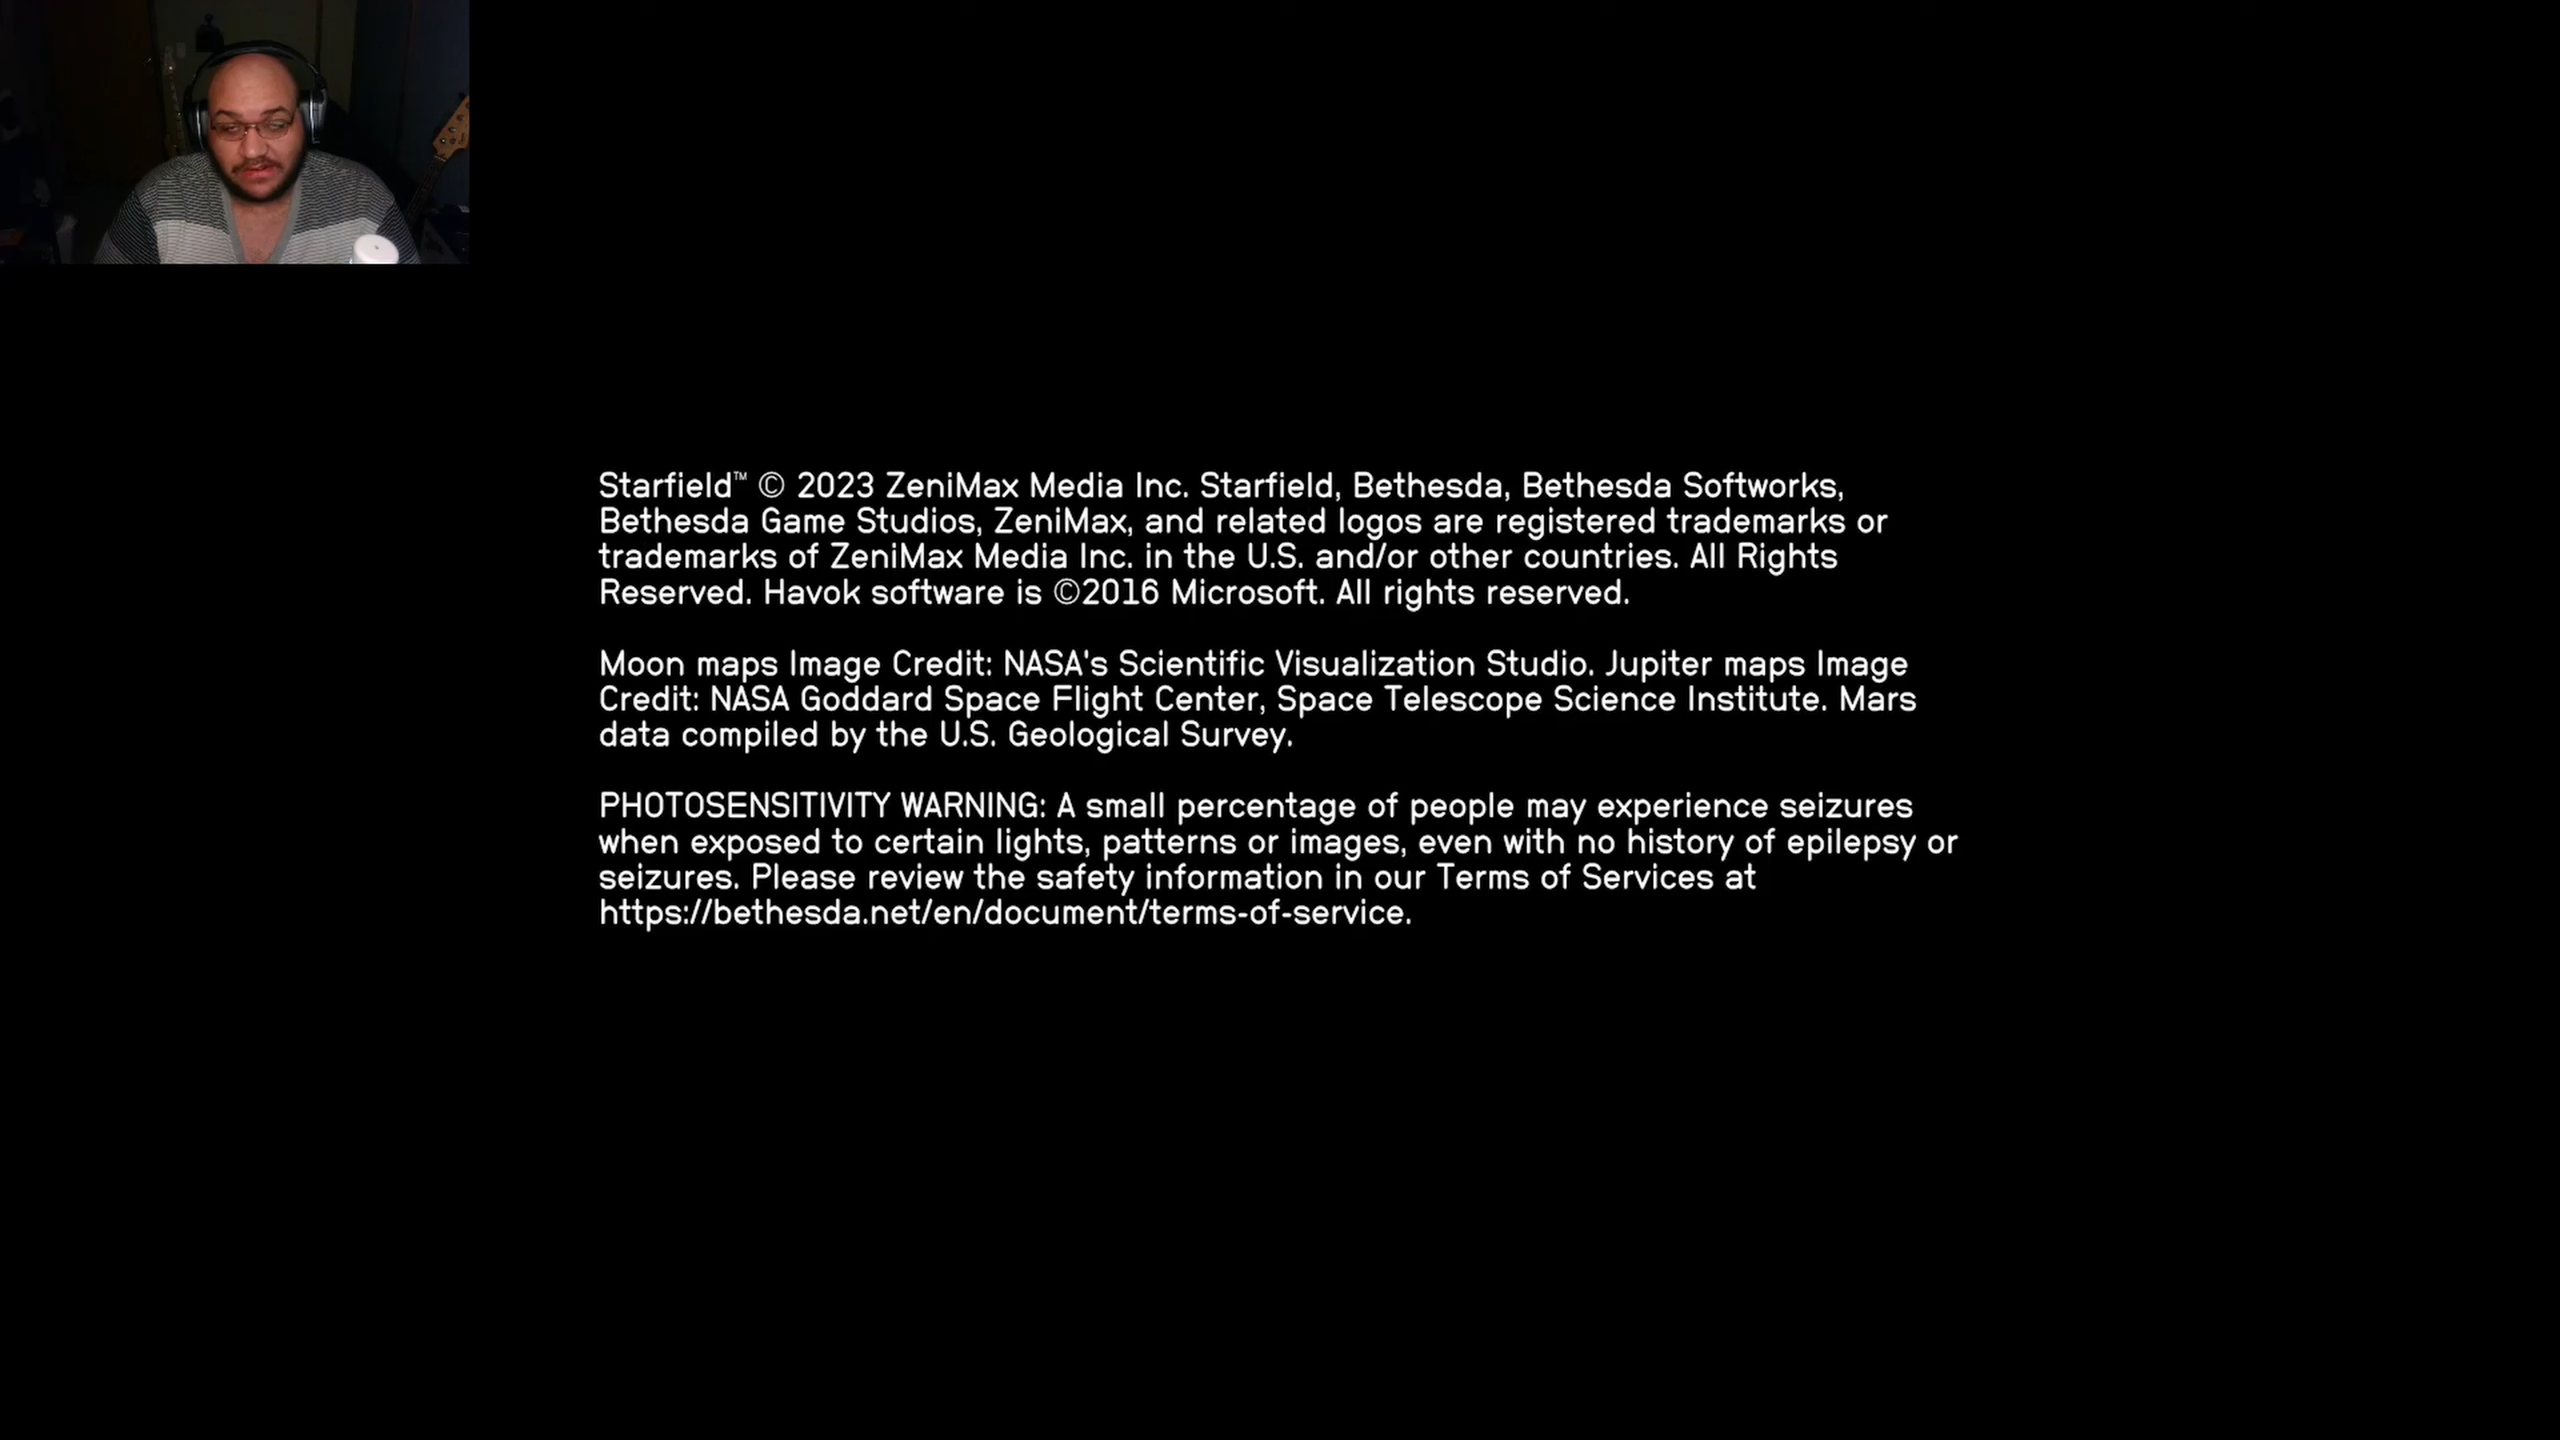 Starfield™ © 2023 ZeniMax Media Inc. Starfield, Bethesda, Bethesda Softworks,
Bethesda Game Studios, ZeniMax, and related logos are registered trademarks or
trademarks of ZeniMax Media Inc. in the U.S. and/or other countries. All Rights
Reserved. Havok software is ©2016 Microsoft. All rights reserved.
Moon maps Image Credit: NASA's Scientific Visualization Studio. Jupiter maps Image
Credit: NASA Goddard Space Flight Center, Space Telescope Science Institute. Mars
data compiled by the U.S. Geological Survey.
PHOTOSENSITIVITY WARNING: A small percentage of people may experience seizures
when exposed to certain lights, patterns or images, even with no history of epilepsy or
seizures. Please review the safety information in our Terms of Services at
https://bethesda.net/en/document/terms-of-service.